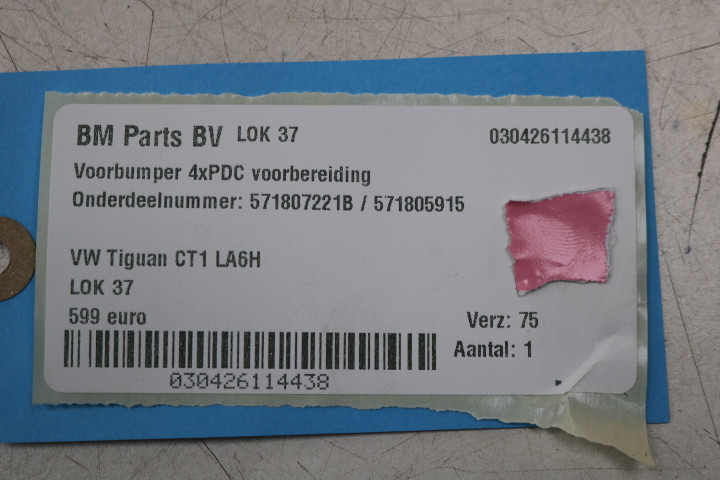 BM Parts BV LOK 37 030426114438
Voorbumper 4xPDC voorbereiding
Onderdeelnummer: 571807221B / 571805915
VW Tiguan CT1 LA6H
LOK 37
599 euro Verz: 75
Aantal: 1
030426114438